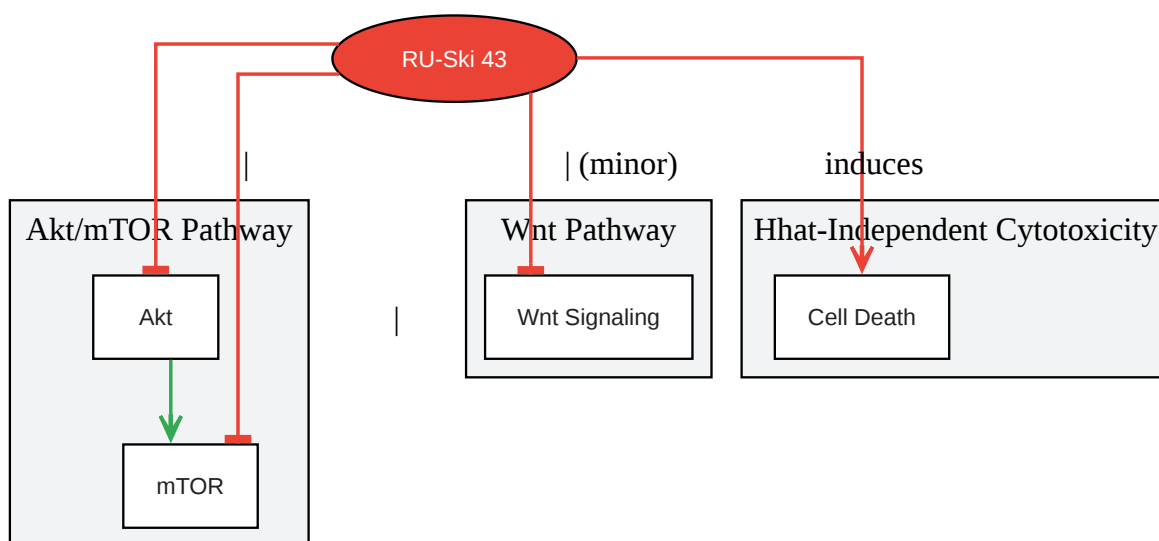 RU-Ski 43
|
| (minor)
induces
Akt/mTOR Pathway
Wnt Pathway
Hhat-Independent Cytotoxicity
Akt
|
Wnt Signaling
Cell Death
mTOR